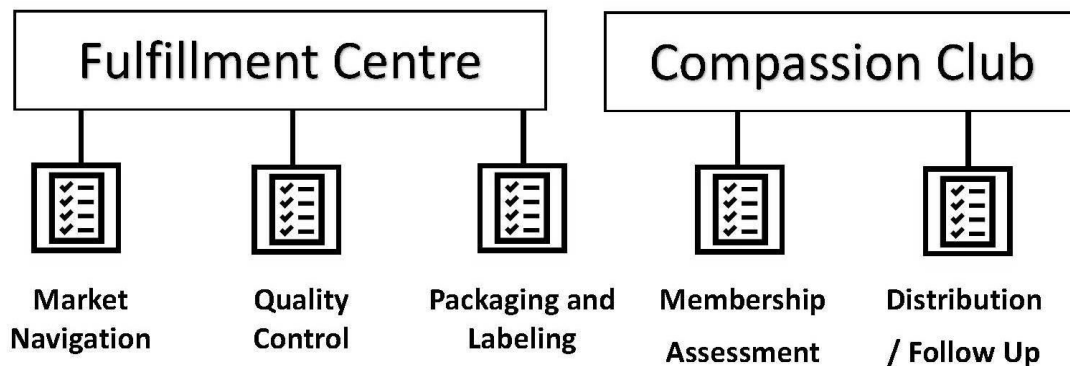 Fulfillment Centre
Compassion Club
Market
Navigation
Quality
Control
Packaging and
Labeling
Membership
Assessment
Distribution
/ Follow Up